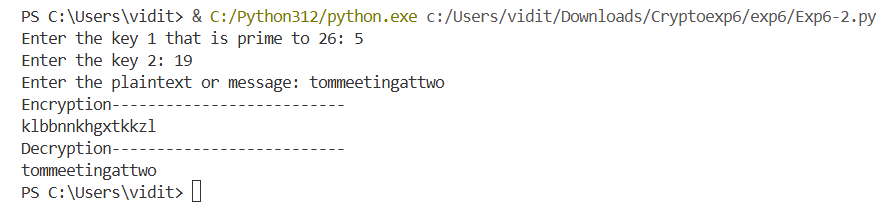 PS C:\Users\vidit> & C:/Python312/python.exe c:/Users/vidit/Downloads/Cryptoexp6/exp6/Exp6-2.py
Enter the key 1 that is prime to 26: 5
Enter the key 2: 19
Enter the plaintext or message: tommeetingattwo
Encryption--------------------------
klbbnnkhgxtkkzl
Decryption--------------------------
tommeetingattwo
PS C:\Users\vidit>